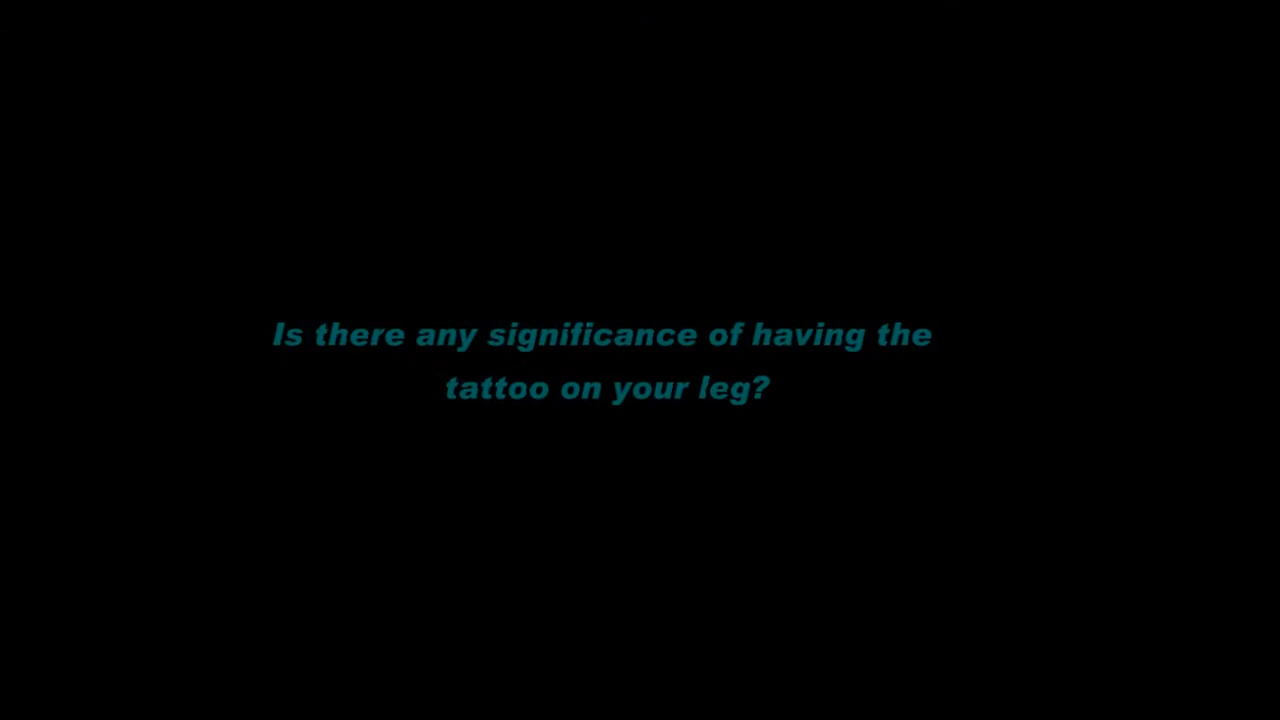 Is there any significance of having the
tattoo on your leg?